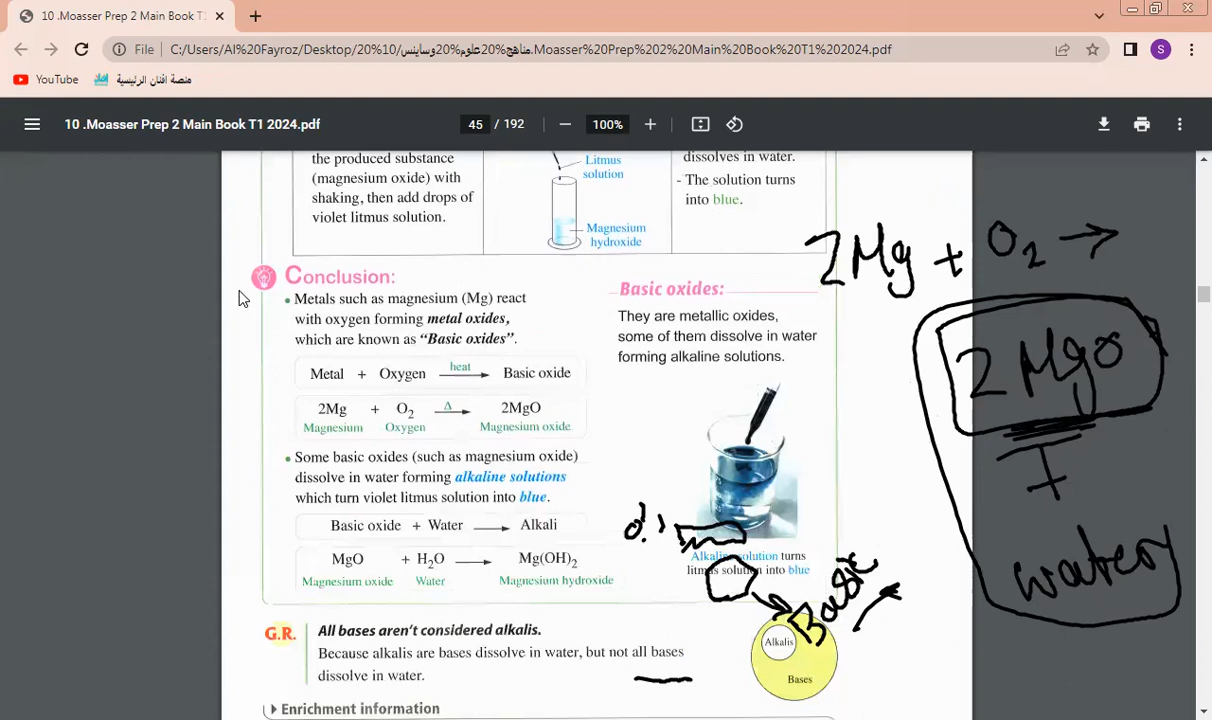 10 .Moasser Prep 2 Main Book T1 2
File C:/Users/Al%20Fayroz/Desktop/20%10/مناهج%20علوم%20وساينس.Moasser%20Prep%202%20Main%20Book%20T1%202024.pdf
S
YouTube منصة افنان الرئيسية
10 .Moasser Prep 2 Main Book T1 2024.pdf 45 / 192 100%
the produced substance
(magnesium oxide) with
shaking, then add drops of
violet litmus solution.
Litmus
solution
Magnesium
hydroxide
dissolves in water.
- The solution turns
into blue.
2Mg + O2 →
2MgO
+
water
Conclusion:
• Metals such as magnesium (Mg) react
with oxygen forming metal oxides,
which are known as “Basic oxides”.
Metal + Oxygen heat → Basic oxide
2Mg + O2 Δ → 2MgO
Magnesium Oxygen Magnesium oxide
• Some basic oxides (such as magnesium oxide)
dissolve in water forming alkaline solutions
which turn violet litmus solution into blue.
Basic oxide + Water → Alkali
MgO + H2O → Mg(OH)2
Magnesium oxide Water Magnesium hydroxide
Basic oxides:
They are metallic oxides,
some of them dissolve in water
forming alkaline solutions.
Alkaline solution turns
litmus solution into blue
Basic
G.R. All bases aren't considered alkalis.
Because alkalis are bases dissolve in water, but not all bases
dissolve in water.
Alkalis
Bases
Enrichment information